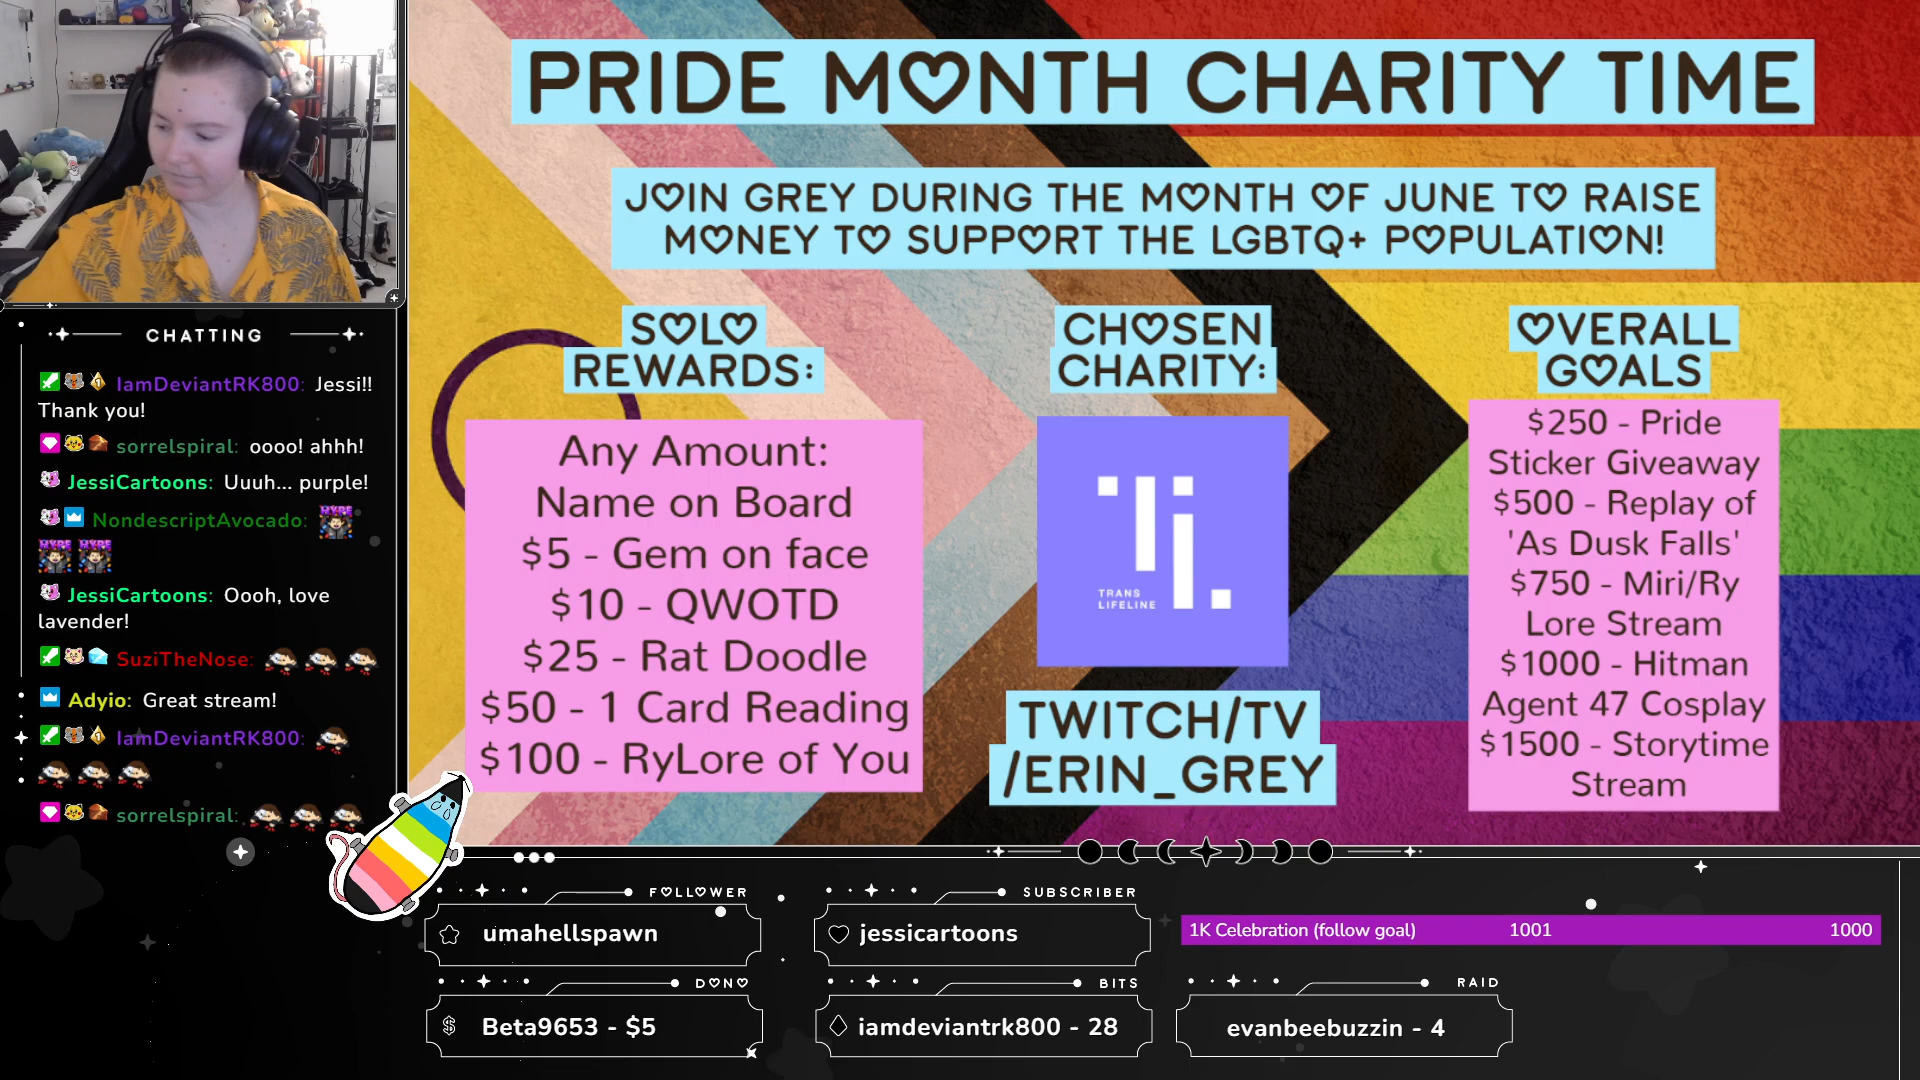 PRIDE MONTH CHARITY TIME
JOIN GREY DURING THE MONTH OF JUNE TO RAISE
MONEY TO SUPPORT THE LGBTQ+ POPULATION!
SOLO
REWARDS:
Any Amount:
Name on Board
$5 - Gem on face
$10 - QWOTD
$25 - Rat Doodle
$50 - 1 Card Reading
$100 - RyLore of You
CHOSEN
CHARITY:
TRANS
LIFELINE
TWITCH/TV
/ERIN_GREY
OVERALL
GOALS
$250 - Pride
Sticker Giveaway
$500 - Replay of
'As Dusk Falls'
$750 - Miri/Ry
Lore Stream
$1000 - Hitman
Agent 47 Cosplay
$1500 - Storytime
Stream
CHATTING
IamDeviantRK800: Jessi!!
Thank you!
sorrelspiral: oooo! ahhh!
JessiCartoons: Uuuh... purple!
NondescriptAvocado: HYPE
HYPE HYPE
JessiCartoons: Oooh, love
lavender!
SuziTheNose:
Adyio: Great stream!
IamDeviantRK800:
sorrelspiral:
FOLLOWER
umahellspawn
SUBSCRIBER
jessicartoons
1K Celebration (follow goal) 1001 1000
DONO
Beta9653 - $5
BITS
iamdeviantrk800 - 28
RAID
evanbeebuzzin - 4